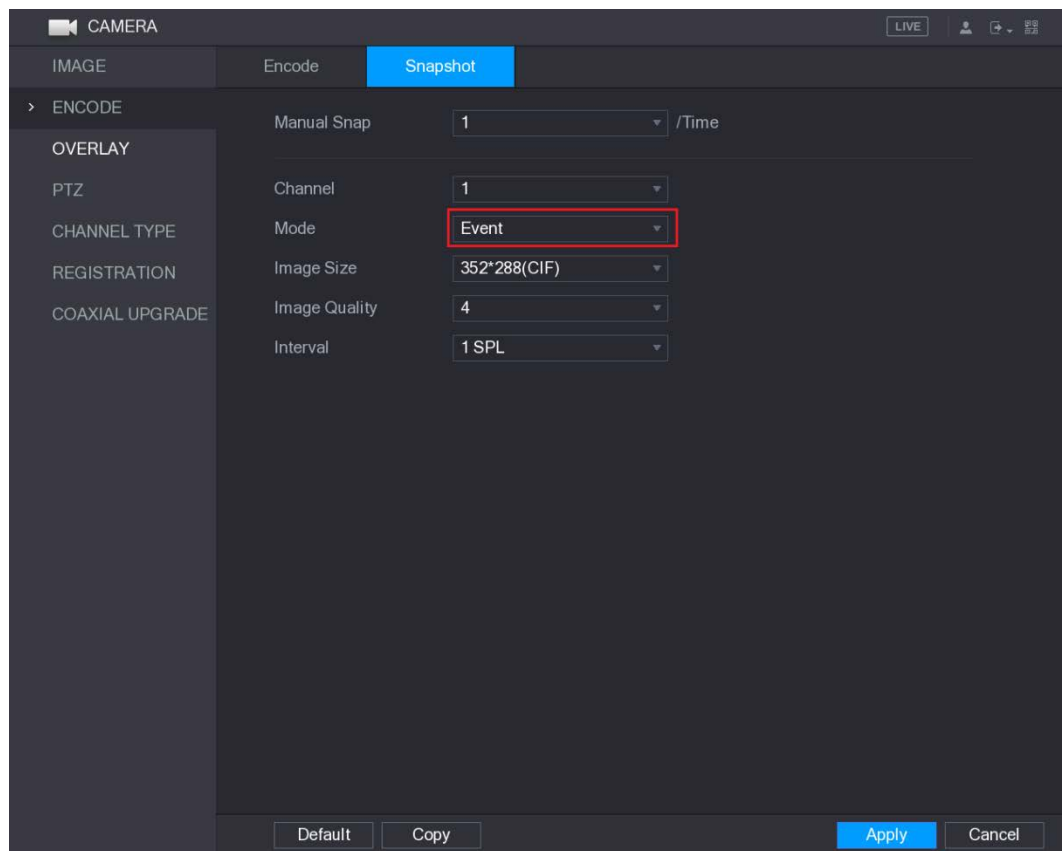 CAMERA LIVE
IMAGE
ENCODE
OVERLAY
PTZ
CHANNEL TYPE
REGISTRATION
COAXIAL UPGRADE
Encode Snapshot
Manual Snap 1 /Time
Channel 1
Mode Event
Image Size 352*288(CIF)
Image Quality 4
Interval 1 SPL
Default Copy Apply Cancel